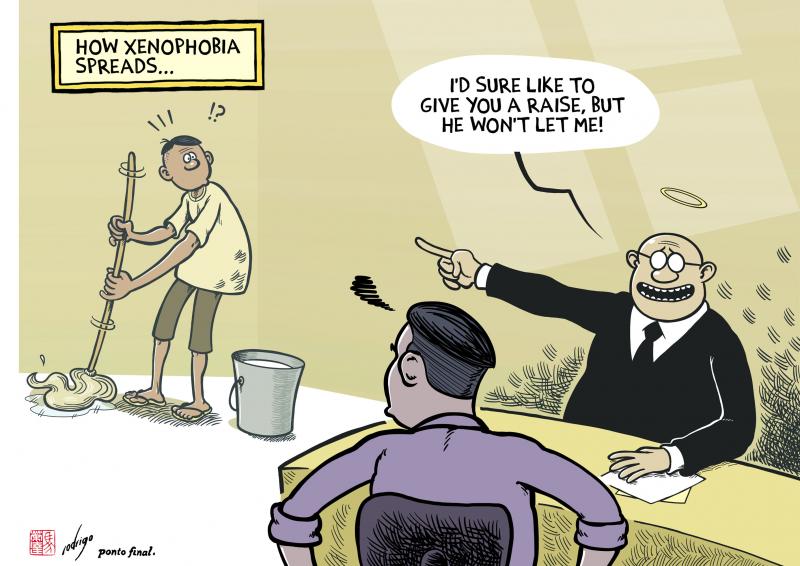 HOW XENOPHOBIA
SPREADS...
!?
I'D SURE LIKE TO
GIVE YOU A RAISE, BUT
HE WON'T LET ME!
rodrigo
ponto final.